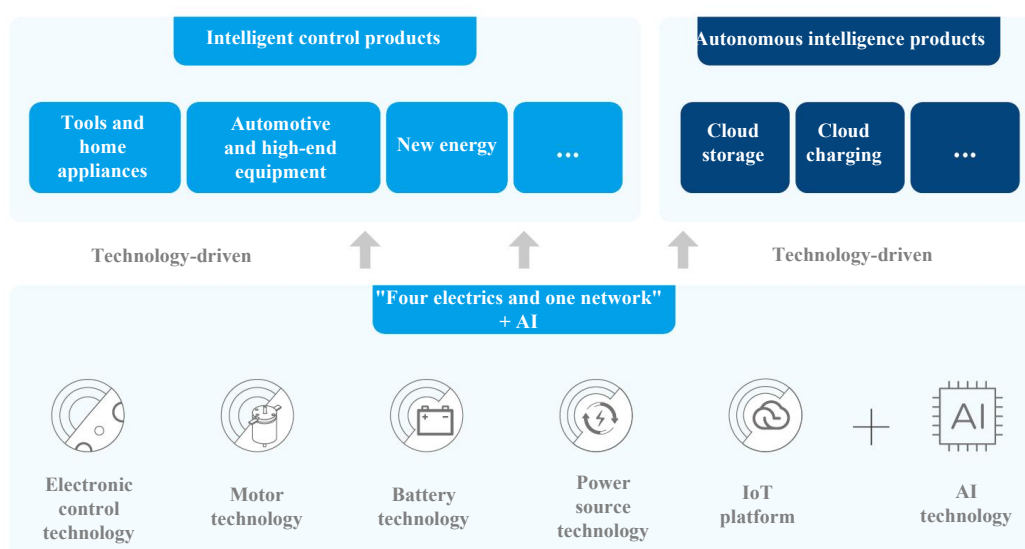 Intelligent control products
Autonomous intelligence products
Tools and
home
appliances
Automotive
and high-end
equipment
New energy
...
Cloud
storage
Cloud
charging
...
Technology-driven
Technology-driven
"Four electrics and one network"
+ AI
AI
Electronic
control
technology
Motor
technology
Battery
technology
Power
source
technology
IoT
platform
AI
technology